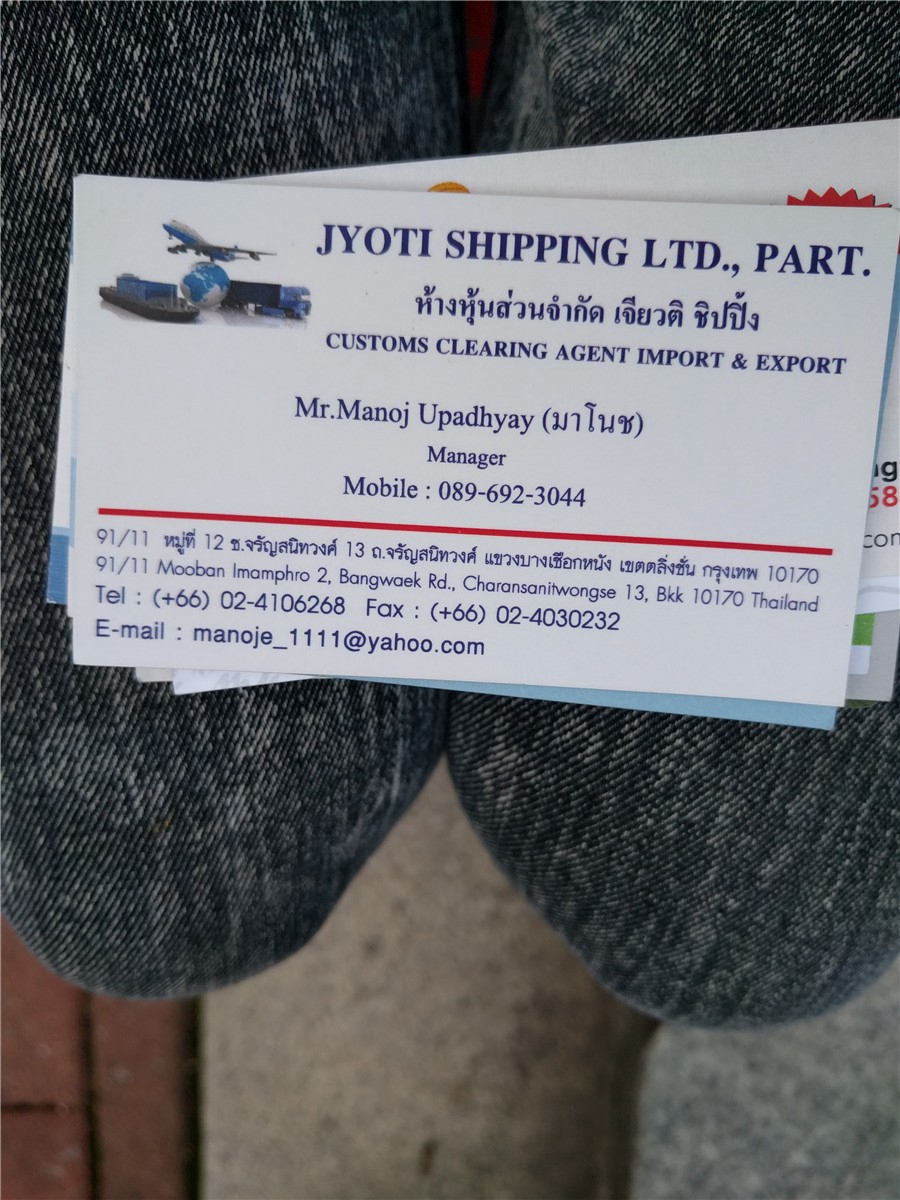 JYOTI SHIPPING LTD., PART.
ห้างหุ้นส่วนจำกัด เจียวติ ชิปปิ้ง
CUSTOMS CLEARING AGENT IMPORT & EXPORT
Mr.Manoj Upadhyay (มาโนช)
Manager
Mobile : 089-692-3044
91/11 หมู่ที่ 12 ซ.จรัญสนิทวงศ์ 13 ถ.จรัญสนิทวงศ์ แขวงบางเชือกหนัง เขตตลิ่งชั่น กรุงเทพ 10170
91/11 Mooban Imamphro 2, Bangwaek Rd., Charansanitwongse 13, Bkk 10170 Thailand
Tel : (+66) 02-4106268 Fax : (+66) 02-4030232
E-mail : manoje_1111@yahoo.com